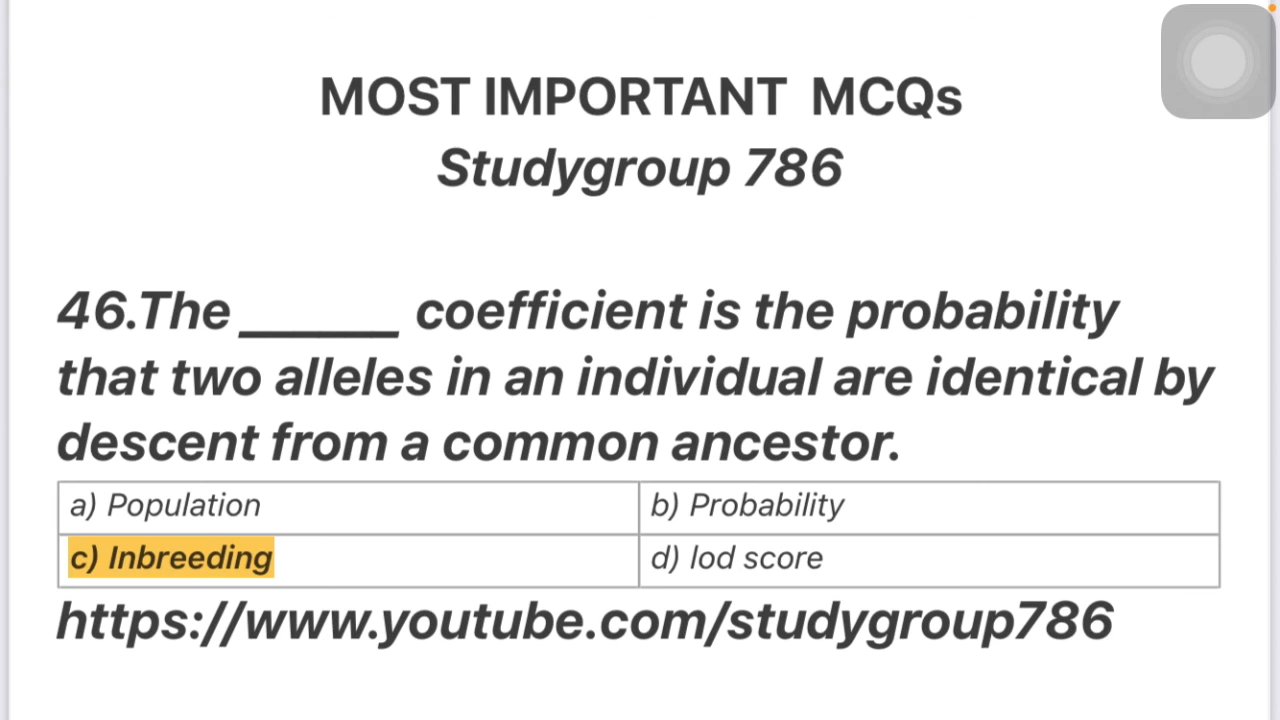 MOST IMPORTANT MCQs
Studygroup 786
46.The ______ coefficient is the probability
that two alleles in an individual are identical by
descent from a common ancestor.
a) Population
b) Probability
c) Inbreeding
d) lod score
https://www.youtube.com/studygroup786